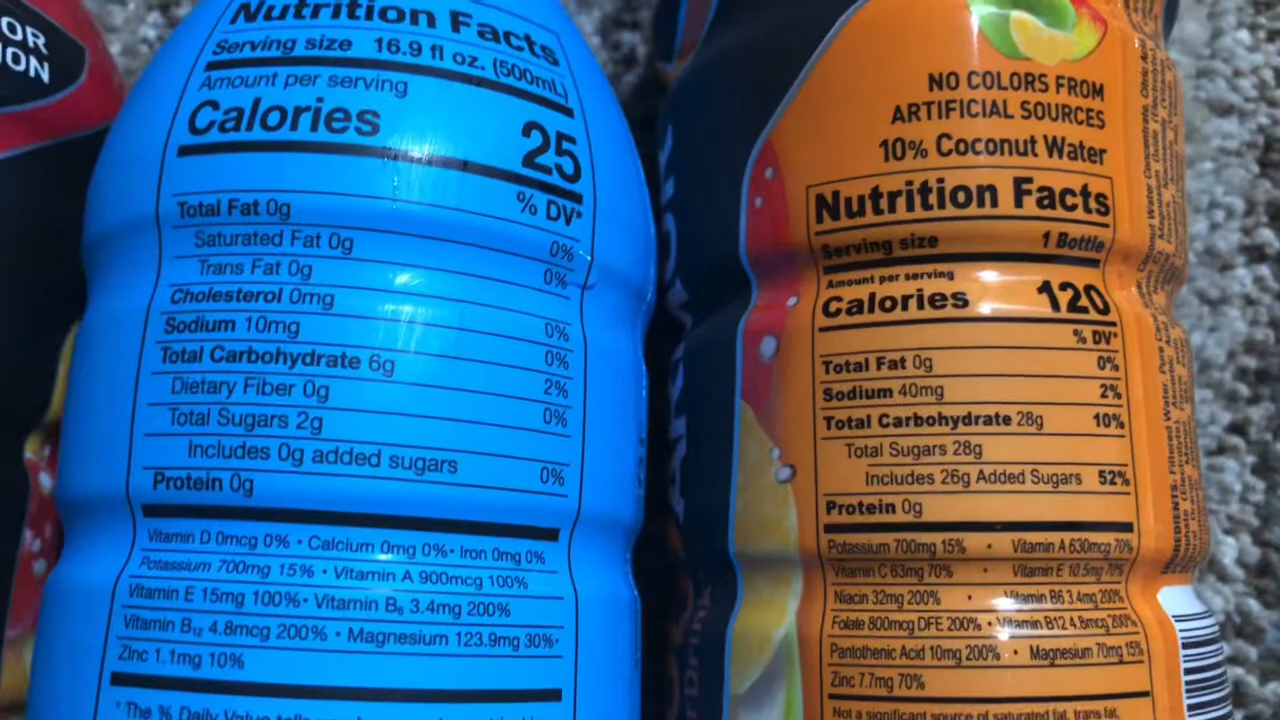 OR
ION
Nutrition Facts
Serving size 16.9 fl oz. (500mL)
Amount per serving
Calories 25
% DV*
Total Fat 0g 0%
Saturated Fat 0g 0%
Trans Fat 0g
Cholesterol 0mg 0%
Sodium 10mg 0%
Total Carbohydrate 6g 2%
Dietary Fiber 0g 0%
Total Sugars 2g
Includes 0g added sugars 0%
Protein 0g
Vitamin D 0mcg 0% • Calcium 0mg 0% • Iron 0mg 0%
Potassium 700mg 15% • Vitamin A 900mcg 100%
Vitamin E 15mg 100% • Vitamin B6 3.4mg 200%
Vitamin B12 4.8mcg 200% • Magnesium 123.9mg 30% •
Zinc 1.1mg 10%
* The % Daily Value tells
NO COLORS FROM
ARTIFICIAL SOURCES
10% Coconut Water
Nutrition Facts
Serving size 1 Bottle
Amount per serving
Calories 120
% DV*
Total Fat 0g 0%
Sodium 40mg 2%
Total Carbohydrate 28g 10%
Total Sugars 28g
Includes 26g Added Sugars 52%
Protein 0g
Potassium 700mg 15% • Vitamin A 630mcg 70%
Vitamin C 63mg 70% • Vitamin E 10.5mg 70%
Niacin 32mg 200% • Vitamin B6 3.4mg 200%
Folate 800mcg DFE 200% • Vitamin B12 4.8mcg 200%
Pantothenic Acid 10mg 200% • Magnesium 70mg 15%
Zinc 7.7mg 70%
Not a significant source of saturated fat, trans fat,
DRINK